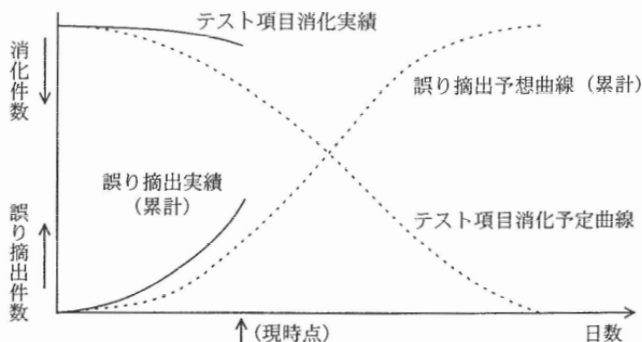 テスト項目消化実績
消化件数
誤り摘出予想曲線(累計)
誤り摘出実績
(累計)
テスト項目消化予定曲線
誤り摘出件数
(現時点)
日数